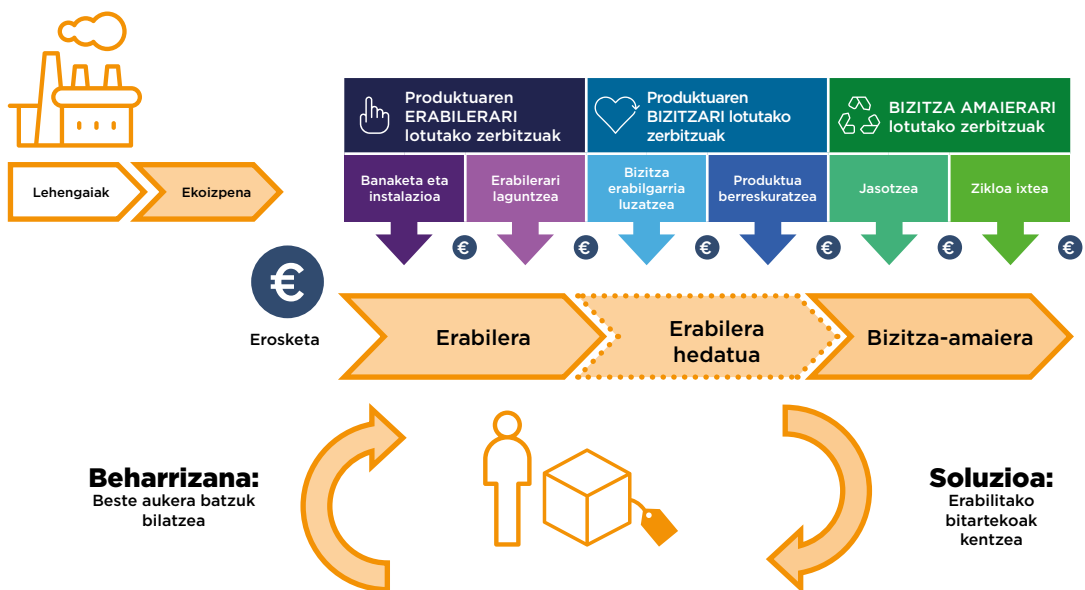 Produktuaren
ERABILERARI
lotutako zerbitzuak
Produktuaren
BIZITZARI lotutako
zerbitzuak
BIZITZA AMAIERARI
lotutako zerbitzuak
Lehengaiak
Ekoizpena
Banaketa eta
instalazioa
Erabilerari
laguntzea
Bizitza
erabilgarria
luzatzea
Produktua
berreskuratzea
Jasotzea
Zikloa ixtea
€
€
€
€
€
€
€
Erosketa
Erabilera
Erabilera
hedatua
Bizitza-amaiera
Beharrizana:
Beste aukera batzuk
bilatzea
Soluzioa:
Erabilitako
bitartekoak
kentzea